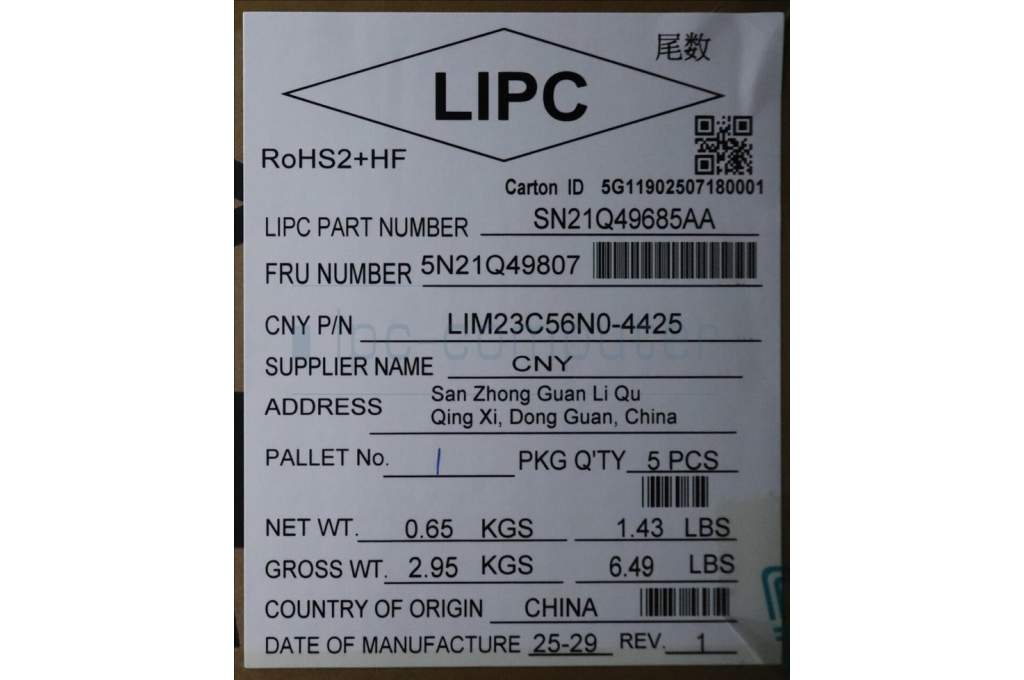 尾数
LIPC
RoHS2+HF
Carton ID 5G11902507180001
LIPC PART NUMBER SN21Q49685AA
FRU NUMBER 5N21Q49807
CNY P/N LIM23C56N0-4425
ipc-computer
SUPPLIER NAME CNY
ADDRESS San Zhong Guan Li Qu
Qing Xi, Dong Guan, China
PALLET No. 1 PKG Q'TY 5 PCS
NET WT. 0.65 KGS 1.43 LBS
GROSS WT. 2.95 KGS 6.49 LBS
COUNTRY OF ORIGIN CHINA
DATE OF MANUFACTURE 25-29 REV. 1